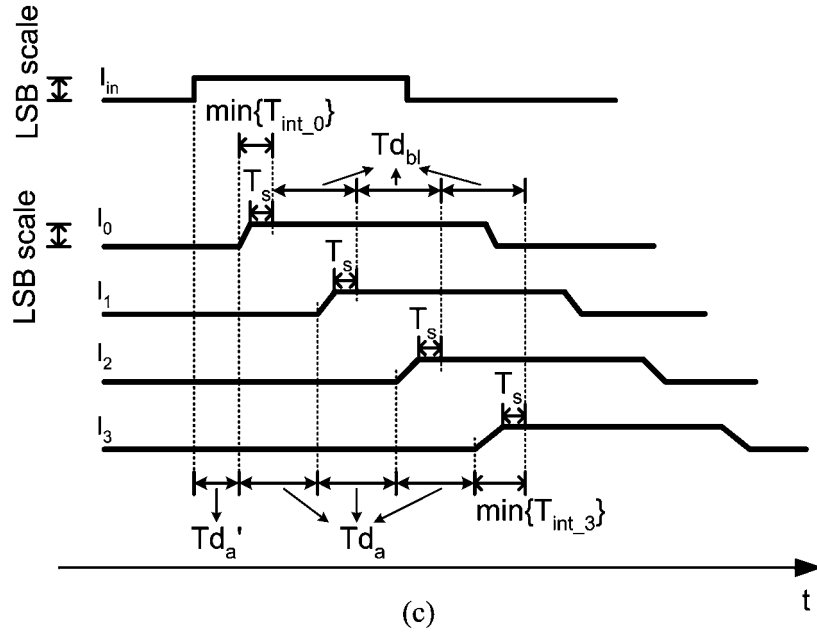 LSB scale
I_in
min{T_int_0}
Td_bl
T_s
LSB scale
I_0
T_s
I_1
T_s
I_2
T_s
I_3
min{T_int_3}
Td_a'
Td_a
t
(c)